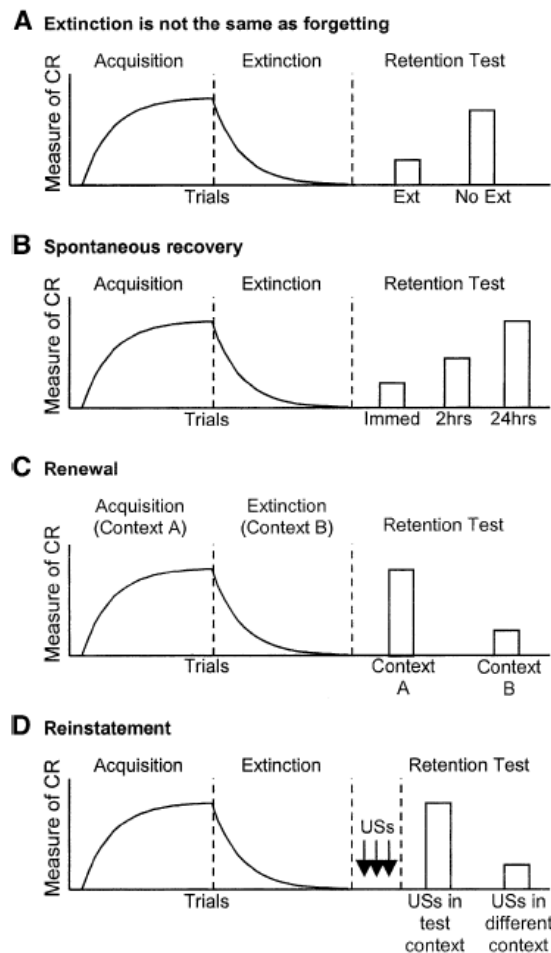 A Extinction is not the same as forgetting
Measure of CR
Acquisition Extinction Retention Test
Trials Ext No Ext
B Spontaneous recovery
Measure of CR
Acquisition Extinction Retention Test
Trials Immed 2hrs 24hrs
C Renewal
Measure of CR
Acquisition Extinction
(Context A) (Context B) Retention Test
Trials Context Context
A B
D Reinstatement
Measure of CR
Acquisition Extinction Retention Test
USs
Trials USs in USs in
test different
context context